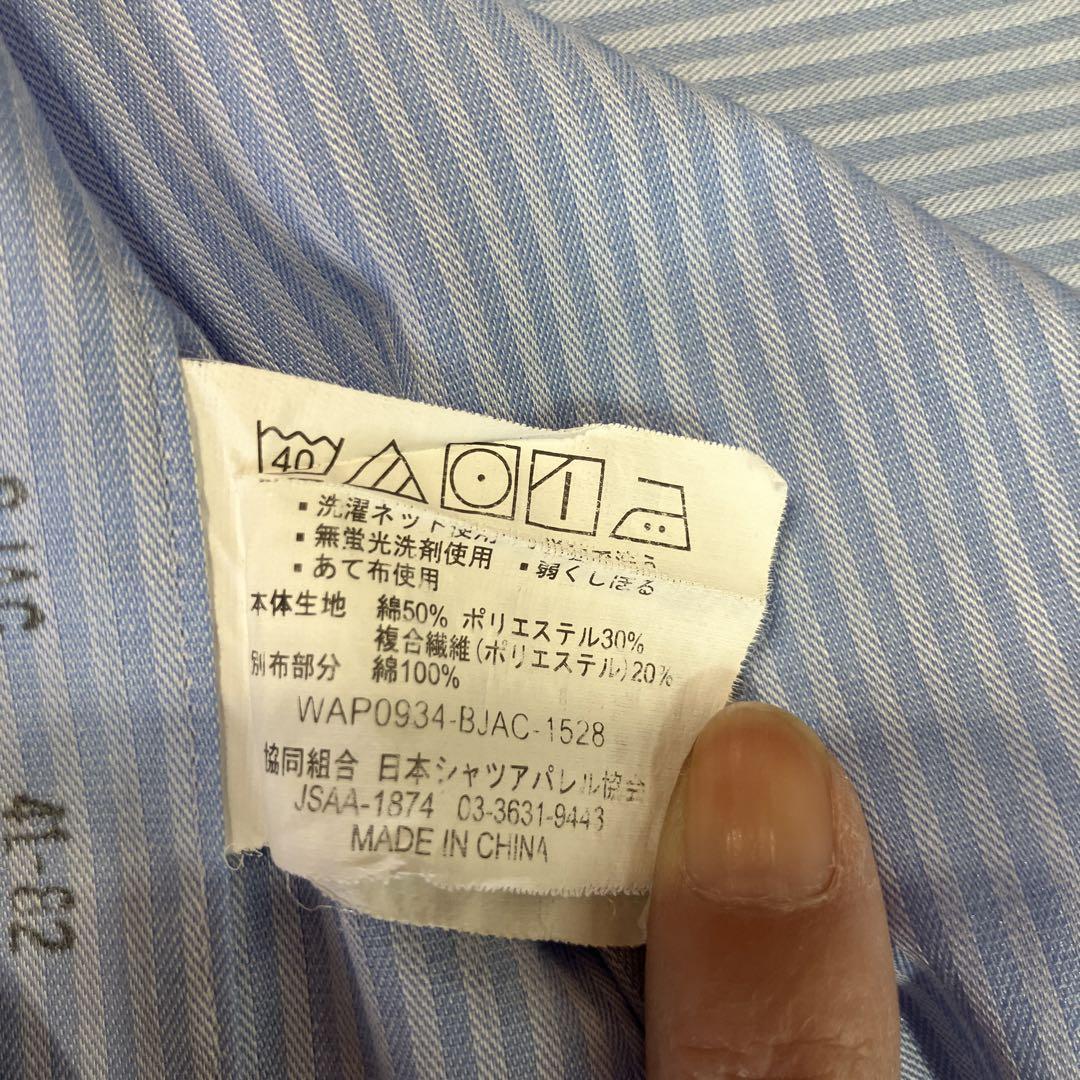 40
・洗濯ネット使用
・無蛍光洗剤使用 ・弱くしぼる
・あて布使用
本体生地 綿50% ポリエステル30%
複合繊維(ポリエステル)20%
別布部分 綿100%
WAP0934-BJAC-1528
協同組合 日本シャツアパレル協会
JSAA-1874 03-3631-9443
MADE IN CHINA
41-82